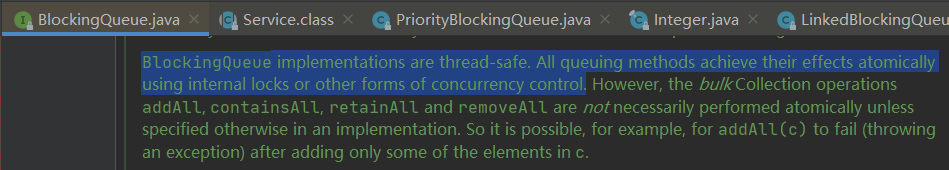 BlockingQueue.java Service.class PriorityBlockingQueue.java Integer.java
BlockingQueue implementations are thread-safe. All queuing methods achieve their effects atomically
using internal locks or other forms of concurrency control. However, the bulk Collection operations
addAll, containsAll, retainAll and removeAll are not necessarily performed atomically unless
specified otherwise in an implementation. So it is possible, for example, for addAll(c) to fail (throwing
an exception) after adding only some of the elements in c.